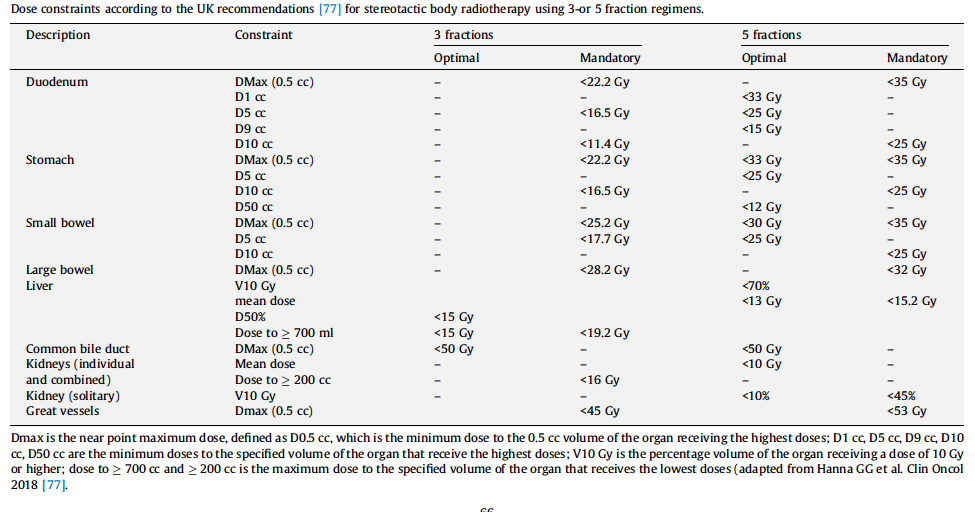 Dose constraints according to the UK recommendations [77] for stereotactic body radiotherapy using 3-or 5 fraction regimens.
Description Constraint 3 fractions 5 fractions
Optimal Mandatory Optimal Mandatory
Duodenum DMax (0.5 cc) – <22.2 Gy – <35 Gy
D1 cc – – <33 Gy –
D5 cc – <16.5 Gy <25 Gy –
D9 cc – – <15 Gy –
D10 cc – <11.4 Gy – <25 Gy
Stomach DMax (0.5 cc) – <22.2 Gy <33 Gy <35 Gy
D5 cc – – <25 Gy –
D10 cc – <16.5 Gy – <25 Gy
D50 cc – – <12 Gy –
Small bowel DMax (0.5 cc) – <25.2 Gy <30 Gy <35 Gy
D5 cc – <17.7 Gy <25 Gy –
D10 cc – – – <25 Gy
Large bowel DMax (0.5 cc) – <28.2 Gy – <32 Gy
Liver V10 Gy <70%
mean dose <13 Gy <15.2 Gy
D50% <15 Gy
Dose to ≥ 700 ml <15 Gy <19.2 Gy
Common bile duct DMax (0.5 cc) <50 Gy – <50 Gy –
Kidneys (individual Mean dose – – <10 Gy –
and combined) Dose to ≥ 200 cc – <16 Gy – –
Kidney (solitary) V10 Gy – – <10% <45%
Great vessels Dmax (0.5 cc) <45 Gy <53 Gy
Dmax is the near point maximum dose, defined as D0.5 cc, which is the minimum dose to the 0.5 cc volume of the organ receiving the highest doses; D1 cc, D5 cc, D9 cc, D10
cc, D50 cc are the minimum doses to the specified volume of the organ that receive the highest doses; V10 Gy is the percentage volume of the organ receiving a dose of 10 Gy
or higher; dose to ≥ 700 cc and ≥ 200 cc is the maximum dose to the specified volume of the organ that receives the lowest doses (adapted from Hanna GG et al. Clin Oncol
2018 [77].
66